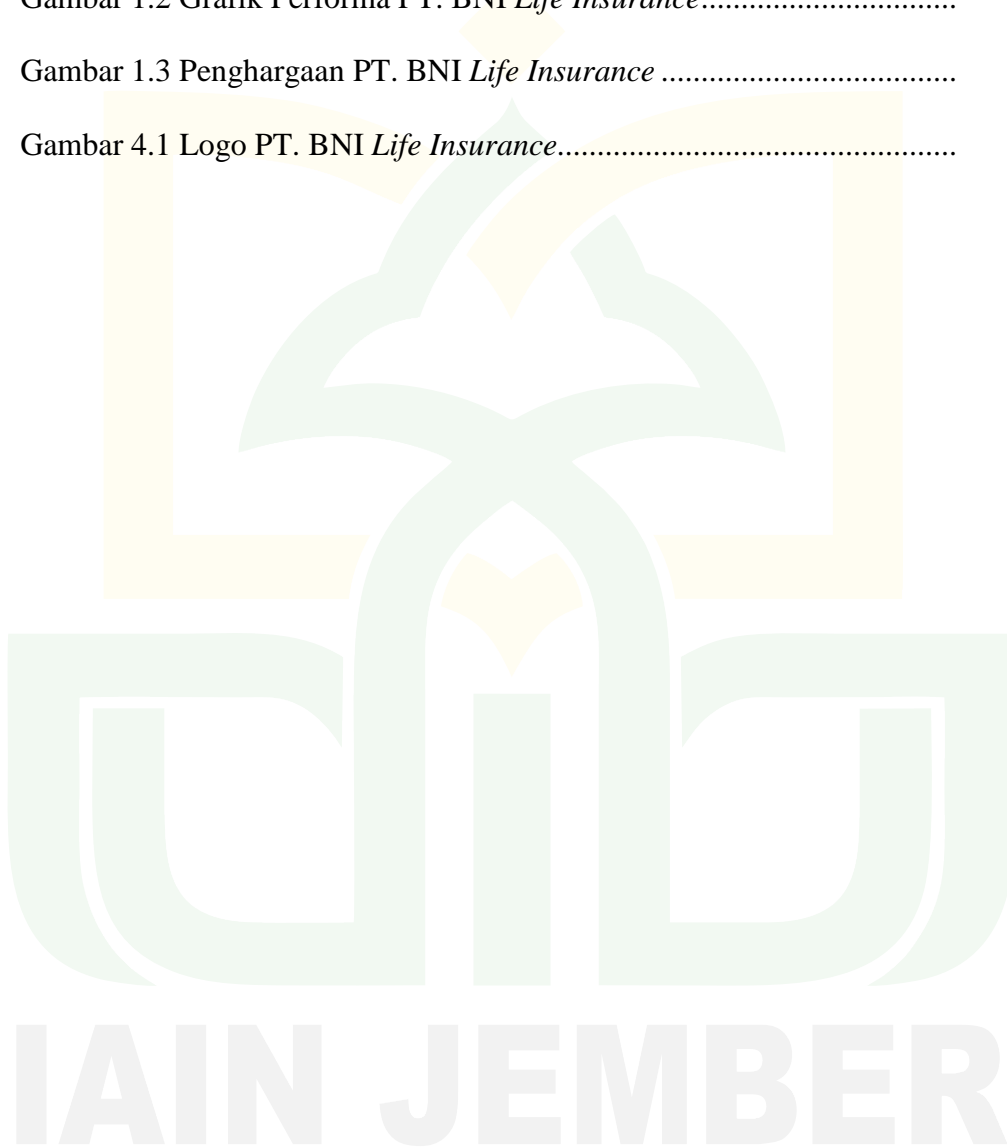 Gambar 1.2 Grafik Performa PT. BNI Life Insurance................................
Gambar 1.3 Penghargaan PT. BNI Life Insurance .....................................
Gambar 4.1 Logo PT. BNI Life Insurance..................................................
IAIN JEMBER